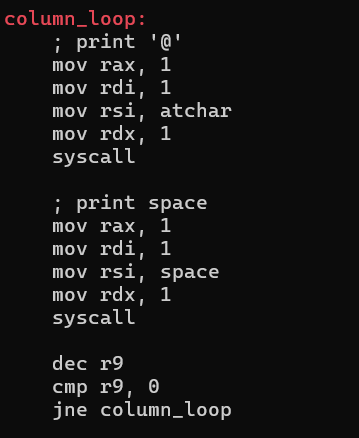 column_loop:
    ; print '@'
    mov rax, 1
    mov rdi, 1
    mov rsi, atchar
    mov rdx, 1
    syscall

    ; print space
    mov rax, 1
    mov rdi, 1
    mov rsi, space
    mov rdx, 1
    syscall

    dec r9
    cmp r9, 0
    jne column_loop